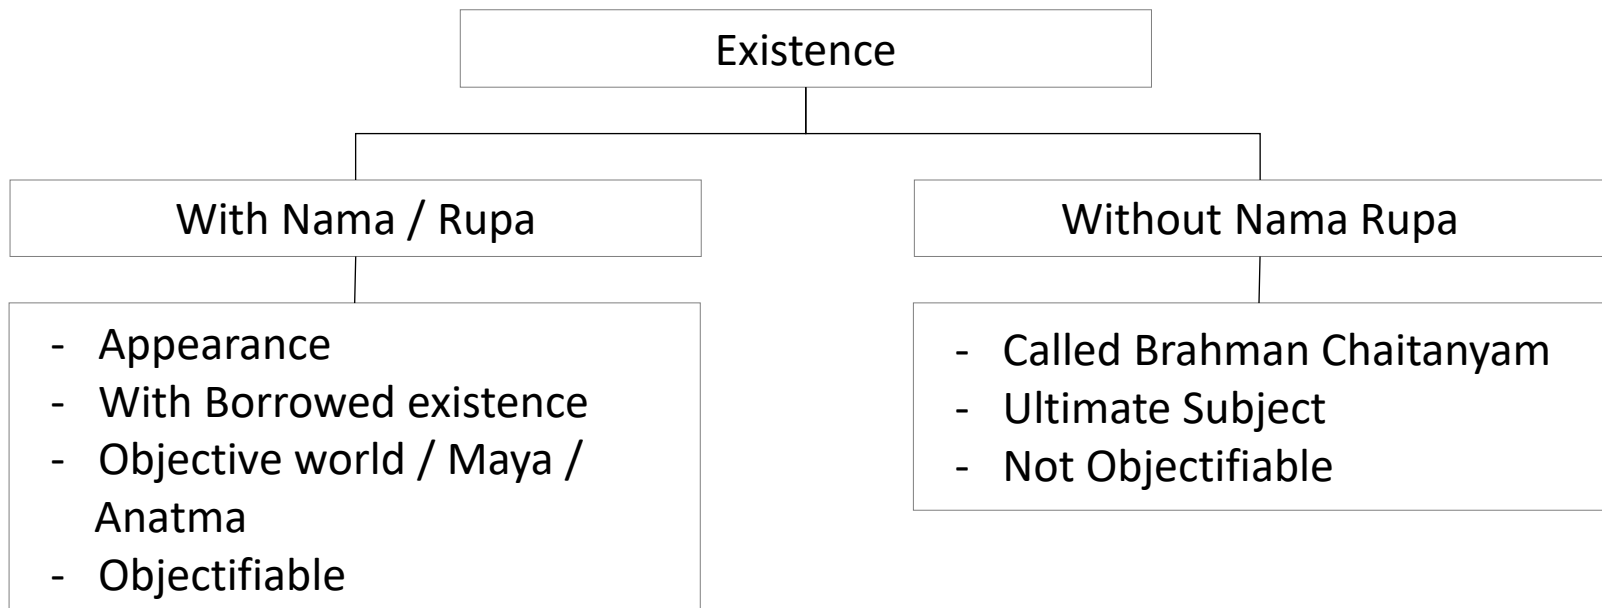 Existence
With Nama / Rupa
Without Nama Rupa
- Appearance
- With Borrowed existence
- Objective world / Maya /
Anatma
- Objectifiable
- Called Brahman Chaitanyam
- Ultimate Subject
- Not Objectifiable